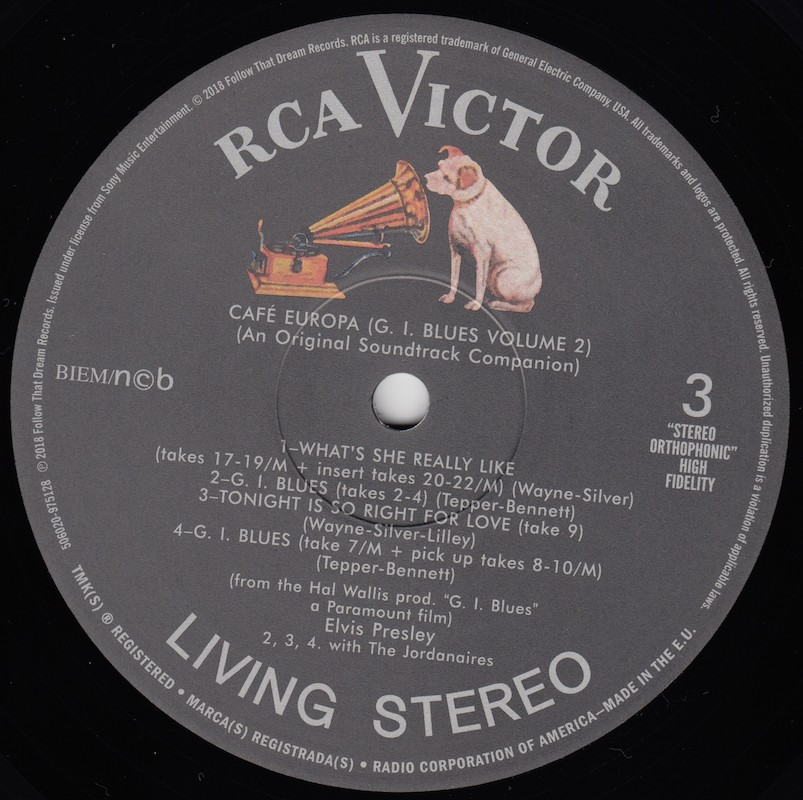 506020-975128 ℗ 2018 Follow That Dream Records. Issued under license from Sony Music Entertainment. © 2018 Follow That Dream Records. RCA is a registered trademark of General Electric Company, USA. All trademarks and logos are protected. All rights reserved. Unauthorized duplication is a violation of applicable laws.
RCA VICTOR
CAFÉ EUROPA (G. I. BLUES VOLUME 2)
(An Original Soundtrack Companion)
BIEM/n©b
3
"STEREO
ORTHOPHONIC"
HIGH
FIDELITY
1–WHAT'S SHE REALLY LIKE
(takes 17-19/M + insert takes 20-22/M) (Wayne-Silver)
2–G. I. BLUES (takes 2-4) (Tepper-Bennett)
3–TONIGHT IS SO RIGHT FOR LOVE (take 9)
(Wayne-Silver-Lilley)
4–G. I. BLUES (take 7/M + pick up takes 8-10/M)
(Tepper-Bennett)
(from the Hal Wallis prod. "G. I. Blues"
a Paramount film)
Elvis Presley
2, 3, 4. with The Jordanaires
LIVING STEREO
TMK(S) ® REGISTERED • MARCA(S) REGISTRADA(S) • RADIO CORPORATION OF AMERICA–MADE IN THE E.U.